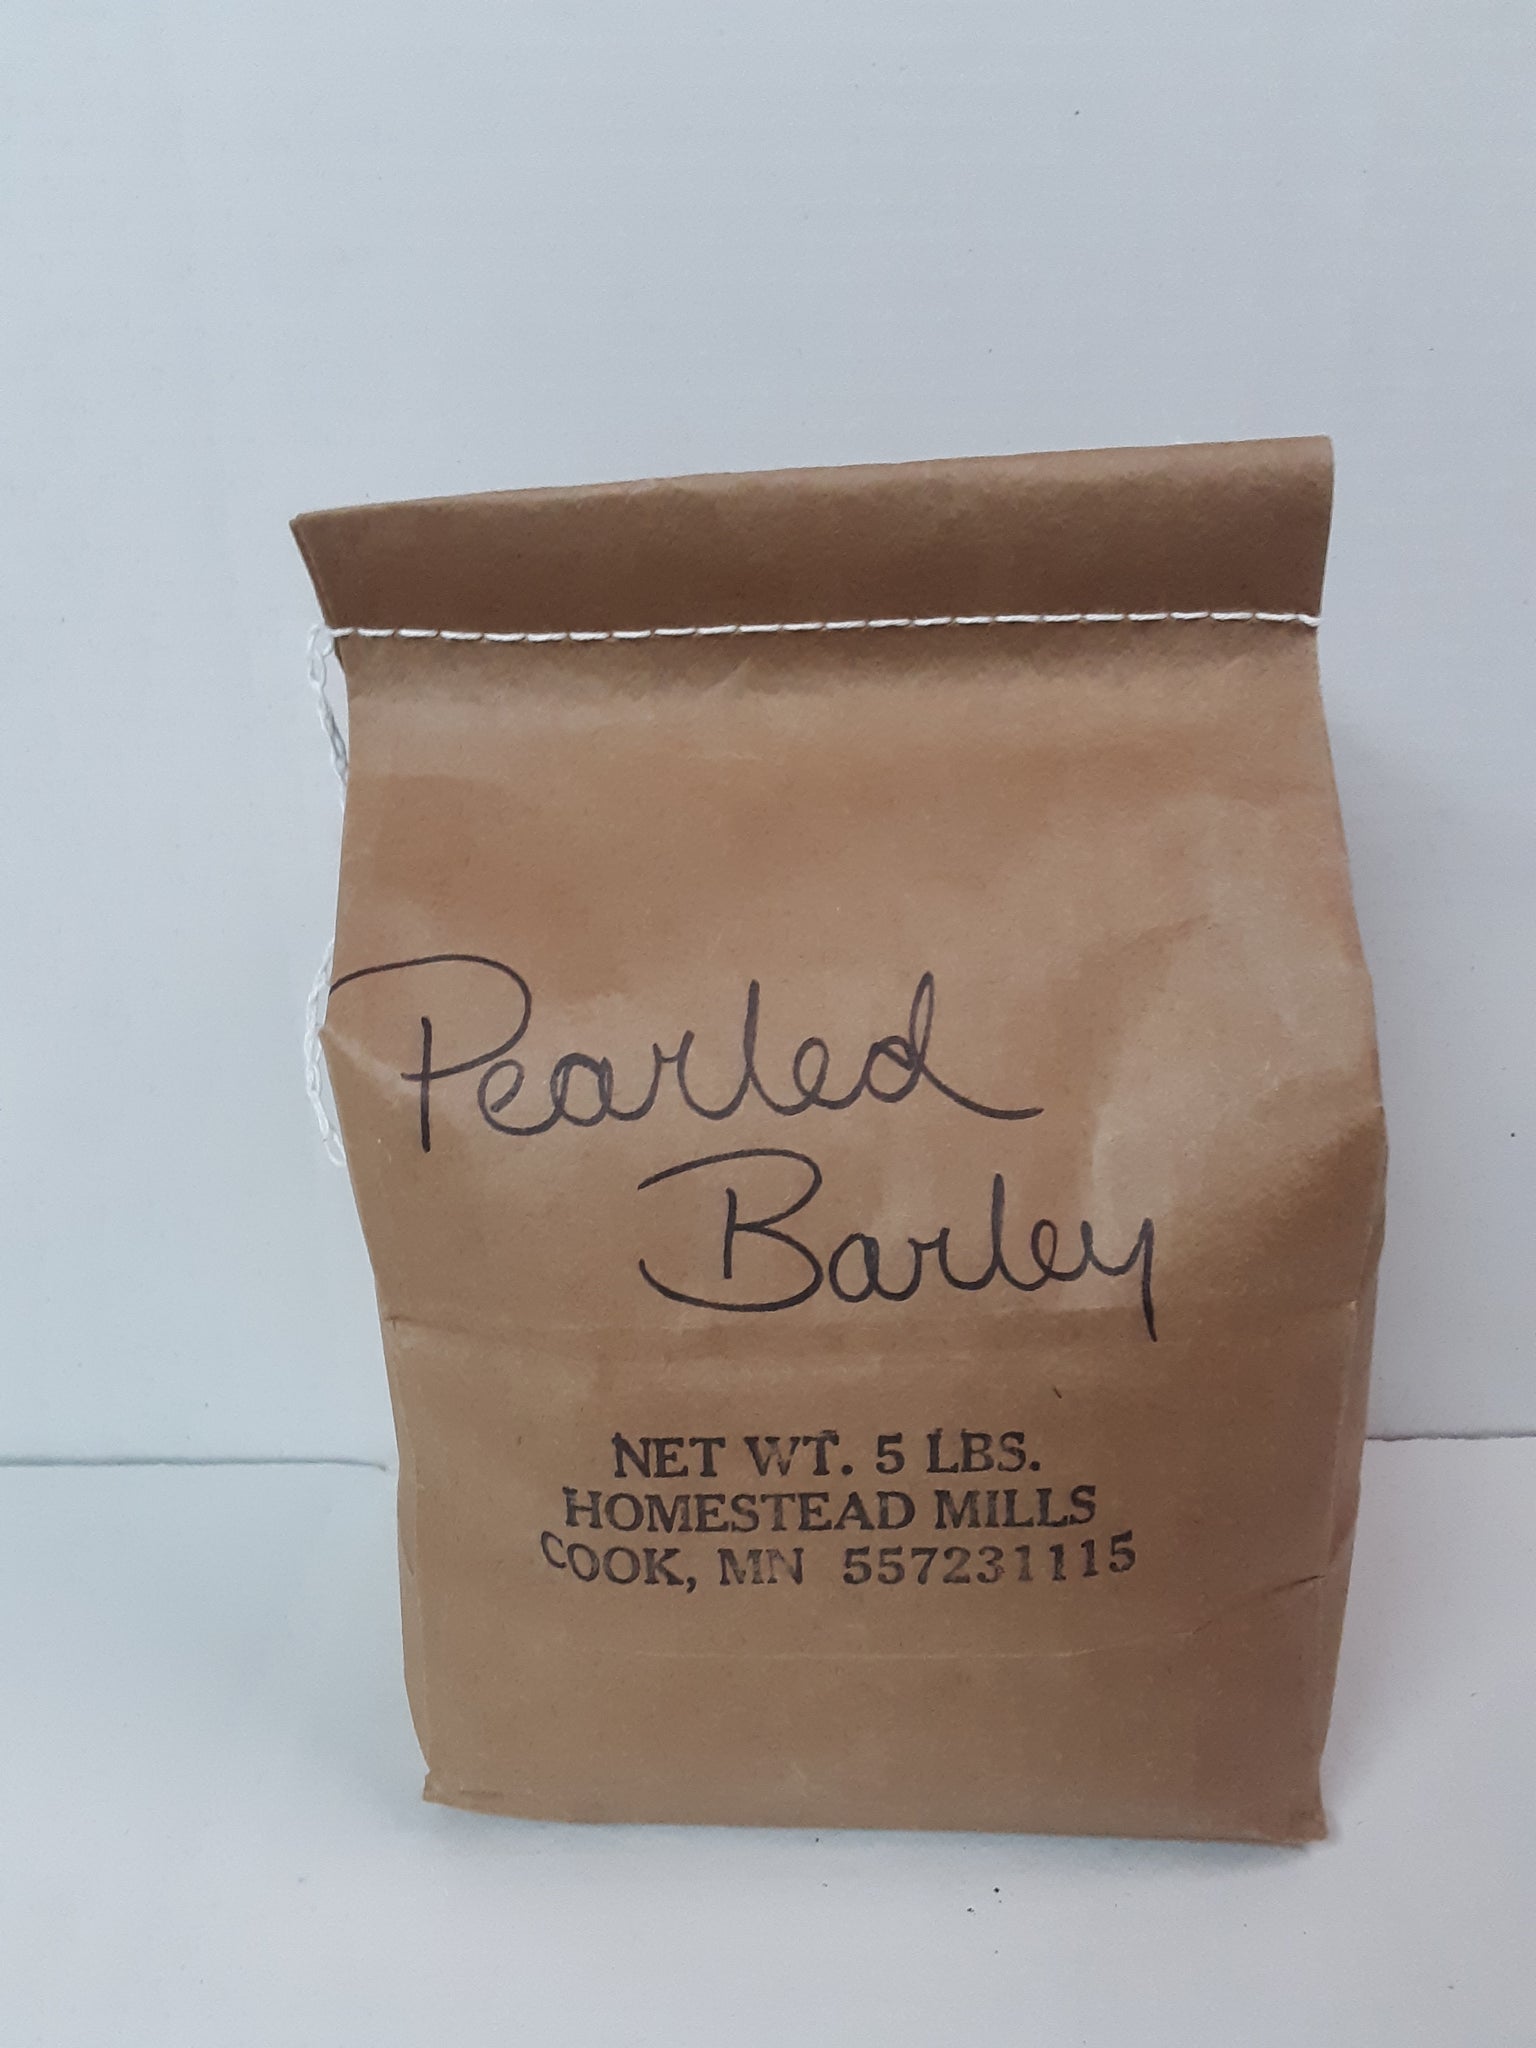 Pearled
Barley
NET WT. 5 LBS.
HOMESTEAD MILLS
COOK, MN 557231115